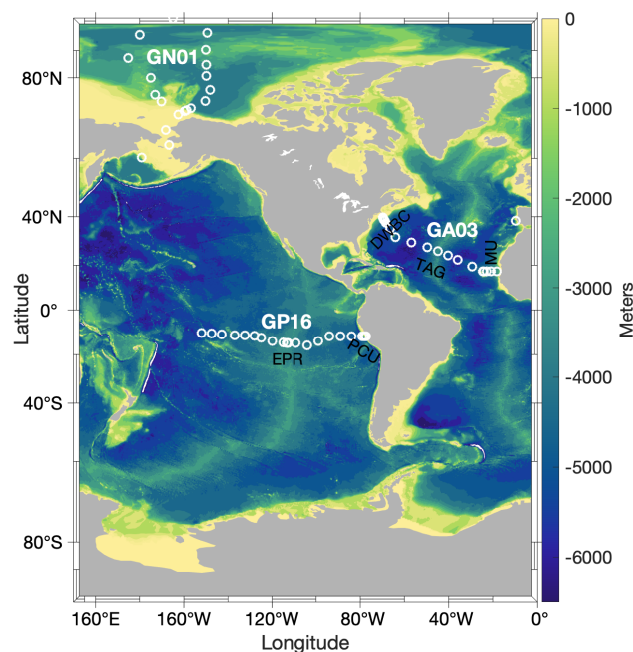 GN01
80°N
40°N
DWBC
GA03
MU
TAG
0°
GP16
EPR
PCU
40°S
80°S
160°E
160°W
120°W
80°W
40°W
0°
Latitude
Longitude
0
-1000
-2000
-3000
-4000
-5000
-6000
Meters